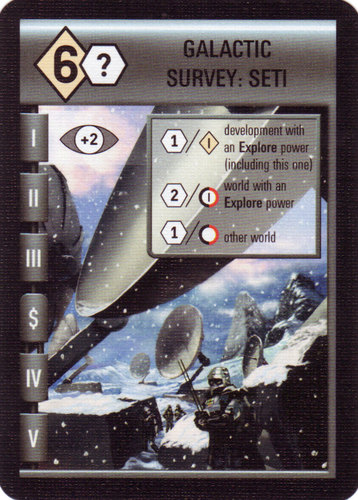 6 ?
GALACTIC
SURVEY: SETI
I
+2
II
III
$
IV
V
1 / I development with
an Explore power
(including this one)
2 / I world with an
Explore power
1 / other world